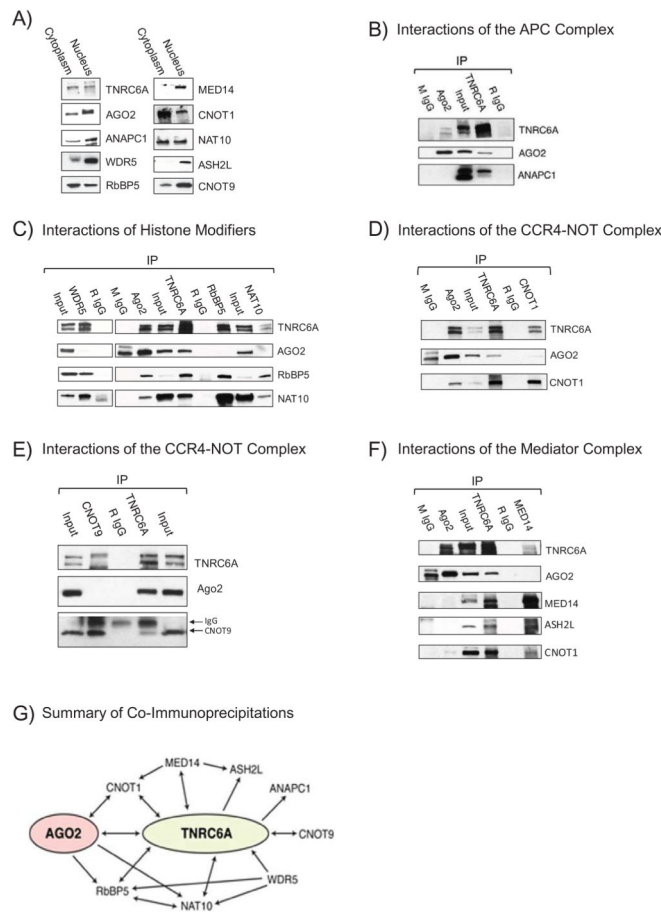 A)
Cytoplasm
Nucleus
Cytoplasm
Nucleus
TNRC6A
AGO2
ANAPC1
WDR5
RbBP5
MED14
CNOT1
NAT10
ASH2L
CNOT9
B) Interactions of the APC Complex
IP
M IgG
Ago2
Input
TNRC6A
R IgG
TNRC6A
AGO2
ANAPC1
C) Interactions of Histone Modifiers
IP
Input
WDR5
R IgG
M IgG
Ago2
Input
TNRC6A
R IgG
RbBP5
Input
NAT10
TNRC6A
AGO2
RbBP5
NAT10
D) Interactions of the CCR4-NOT Complex
IP
M IgG
Ago2
Input
TNRC6A
R IgG
CNOT1
TNRC6A
AGO2
CNOT1
E) Interactions of the CCR4-NOT Complex
IP
Input
CNOT9
R IgG
TNRC6A
Input
TNRC6A
Ago2
IgG
CNOT9
F) Interactions of the Mediator Complex
IP
M IgG
Ago2
Input
TNRC6A
R IgG
MED14
TNRC6A
AGO2
MED14
ASH2L
CNOT1
G) Summary of Co-Immunoprecipitations
MED14
ASH2L
CNOT1
ANAPC1
AGO2
TNRC6A
CNOT9
WDR5
RbBP5
NAT10